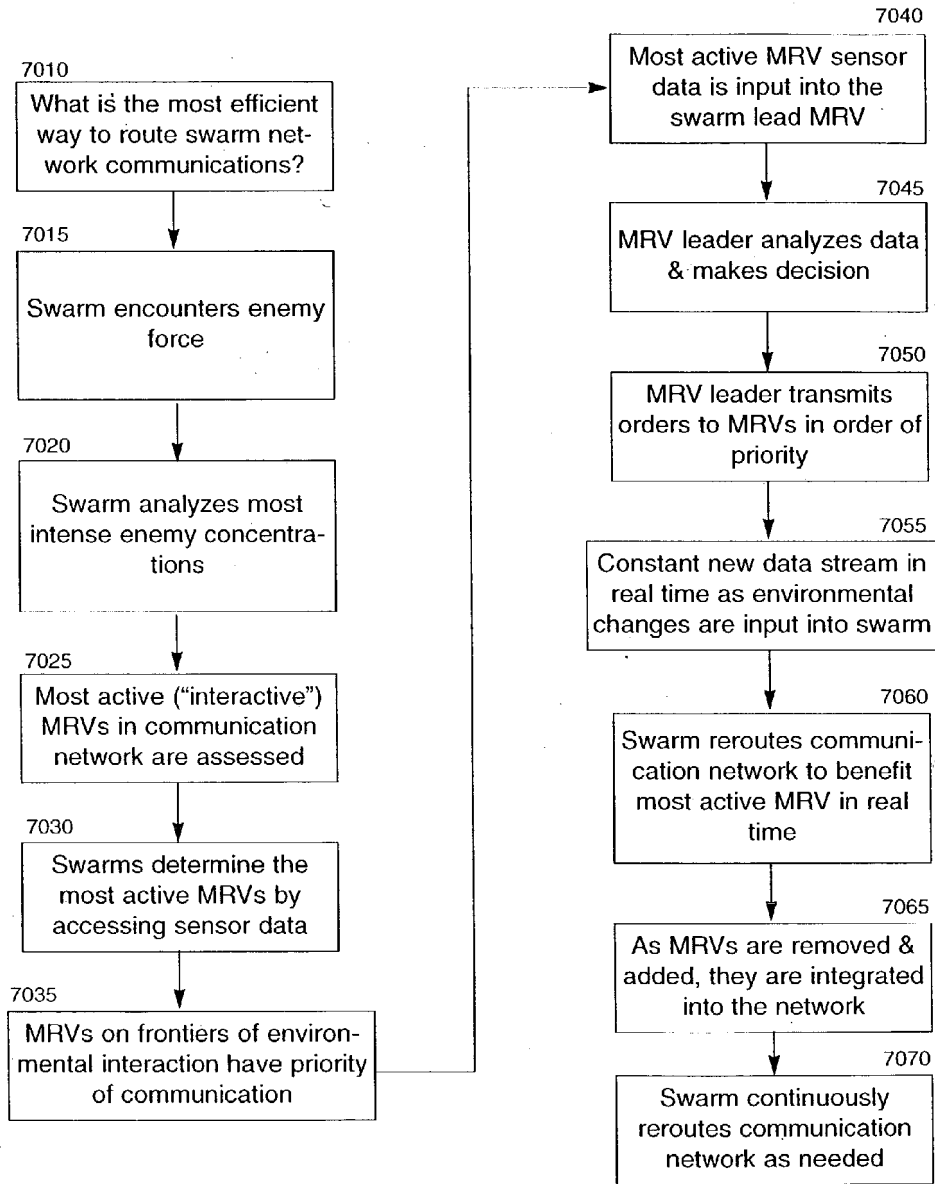 7010
What is the most efficient
way to route swarm net-
work communications?
7015
Swarm encounters enemy
force
7020
Swarm analyzes most
intense enemy concentra-
tions
7025
Most active (“interactive”)
MRVs in communication
network are assessed
7030
Swarms determine the
most active MRVs by
accessing sensor data
7035
MRVs on frontiers of environ-
mental interaction have priority
of communication
7040
Most active MRV sensor
data is input into the
swarm lead MRV
7045
MRV leader analyzes data
& makes decision
7050
MRV leader transmits
orders to MRVs in order of
priority
7055
Constant new data stream in
real time as environmental
changes are input into swarm
7060
Swarm reroutes communi-
cation network to benefit
most active MRV in real
time
7065
As MRVs are removed &
added, they are integrated
into the network
7070
Swarm continuously
reroutes communication
network as needed